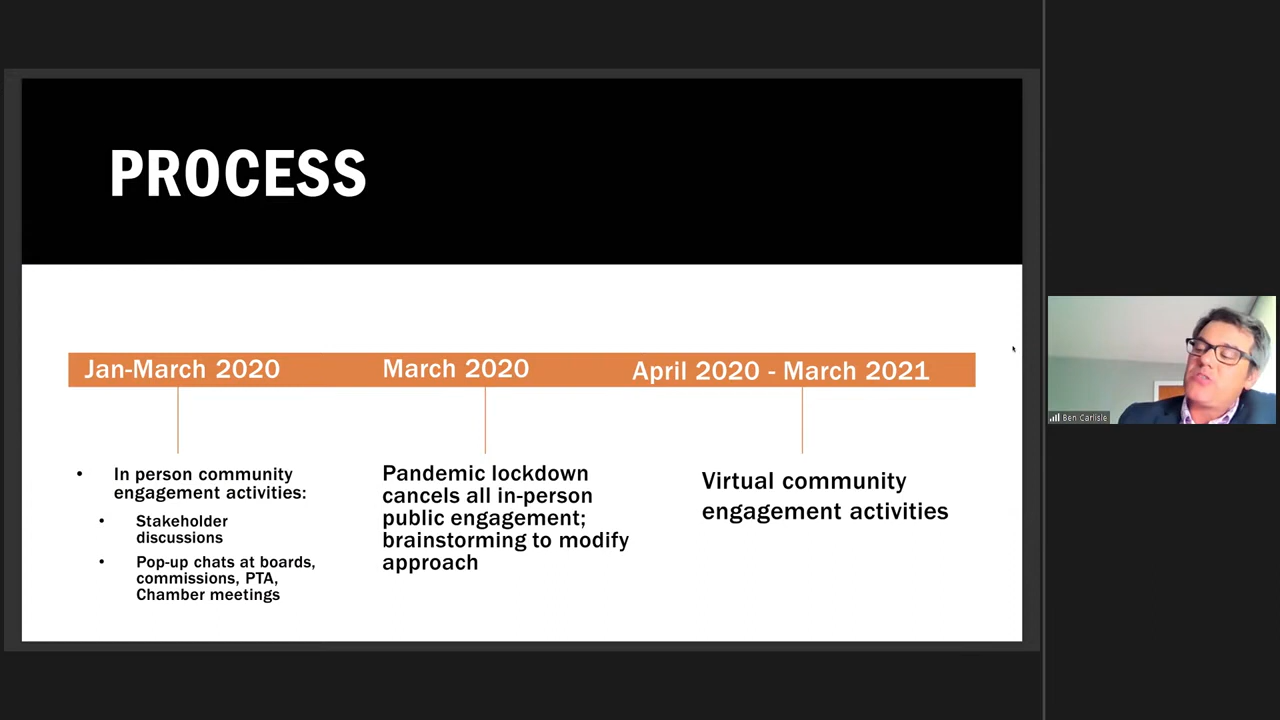 PROCESS
Jan-March 2020
March 2020
April 2020 - March 2021
• In person community
engagement activities:
• Stakeholder
discussions
• Pop-up chats at boards,
commissions, PTA,
Chamber meetings
Pandemic lockdown
cancels all in-person
public engagement;
brainstorming to modify
approach
Virtual community
engagement activities
Ben Carlisle